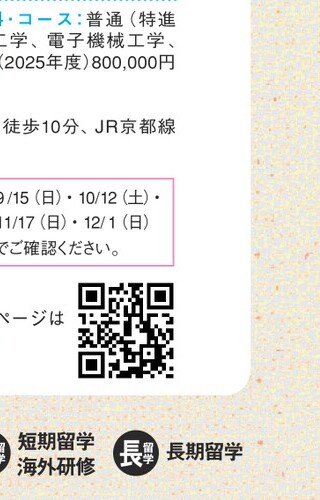 ・コース：普通（特進
工学、電子機械工学、
（2025年度）800,000円
徒歩10分、JR京都線
9/15（日）・10/12（土）・
11/17（日）・12/1（日）
でご確認ください。
ページは
短期留学
海外研修
長 留学 長期留学